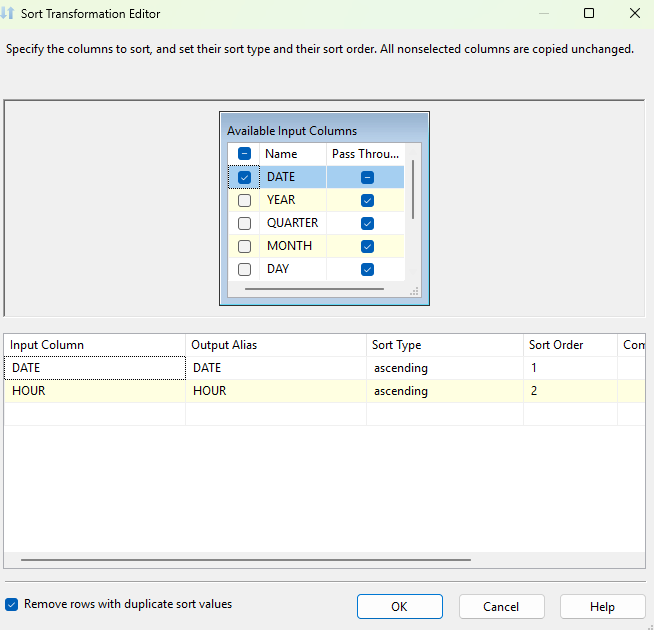 Sort Transformation Editor
Specify the columns to sort, and set their sort type and their sort order. All nonselected columns are copied unchanged.
Available Input Columns
Name Pass Throu...
DATE
YEAR
QUARTER
MONTH
DAY
Input Column Output Alias Sort Type Sort Order Com
DATE DATE ascending 1
HOUR HOUR ascending 2
Remove rows with duplicate sort values OK Cancel Help